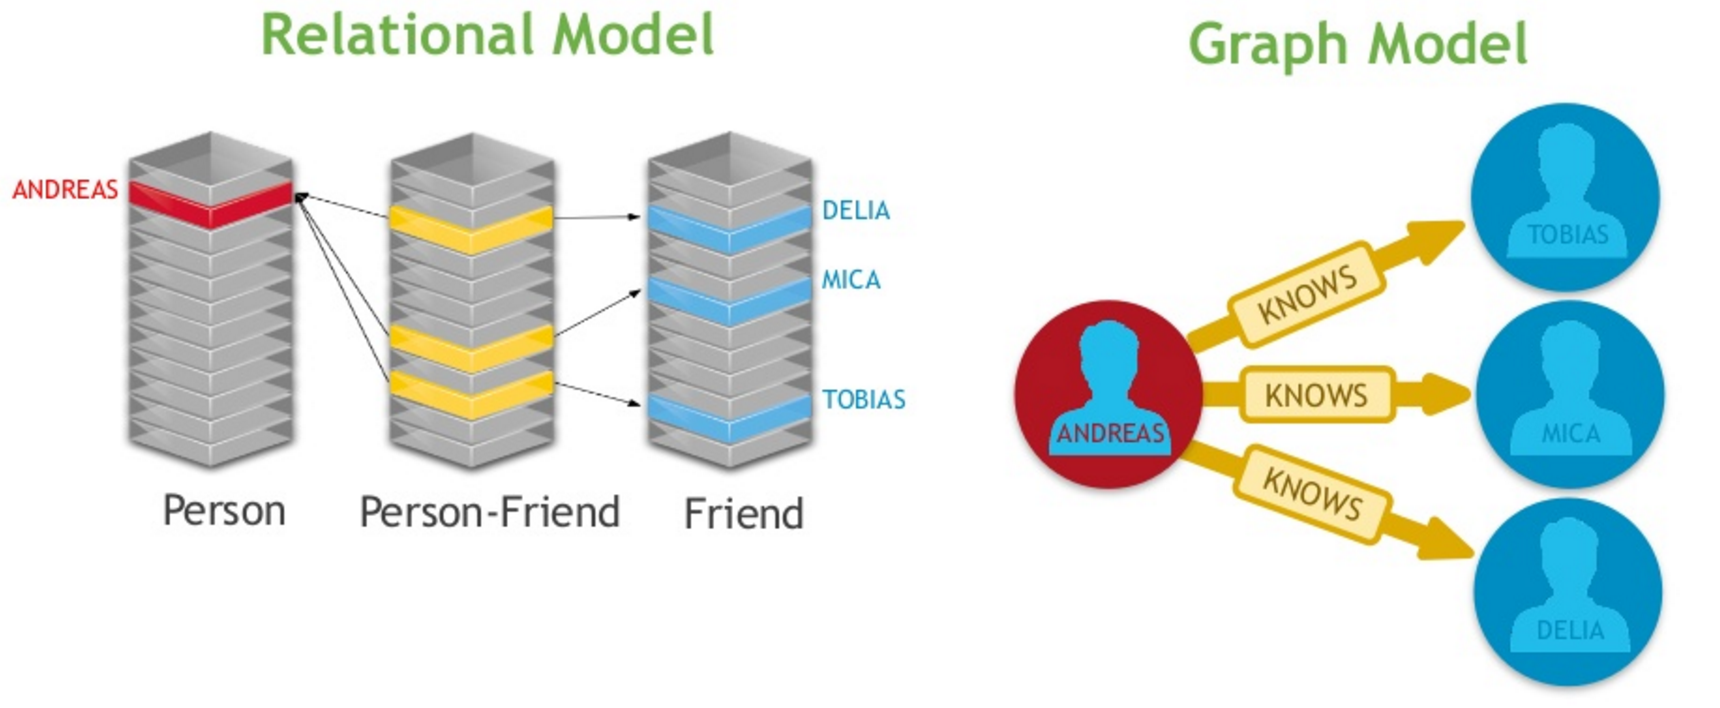 Relational Model
ANDREAS
DELIA
MICA
TOBIAS
Person
Person-Friend
Friend
Graph Model
TOBIAS
KNOWS
ANDREAS
KNOWS
MICA
KNOWS
DELIA